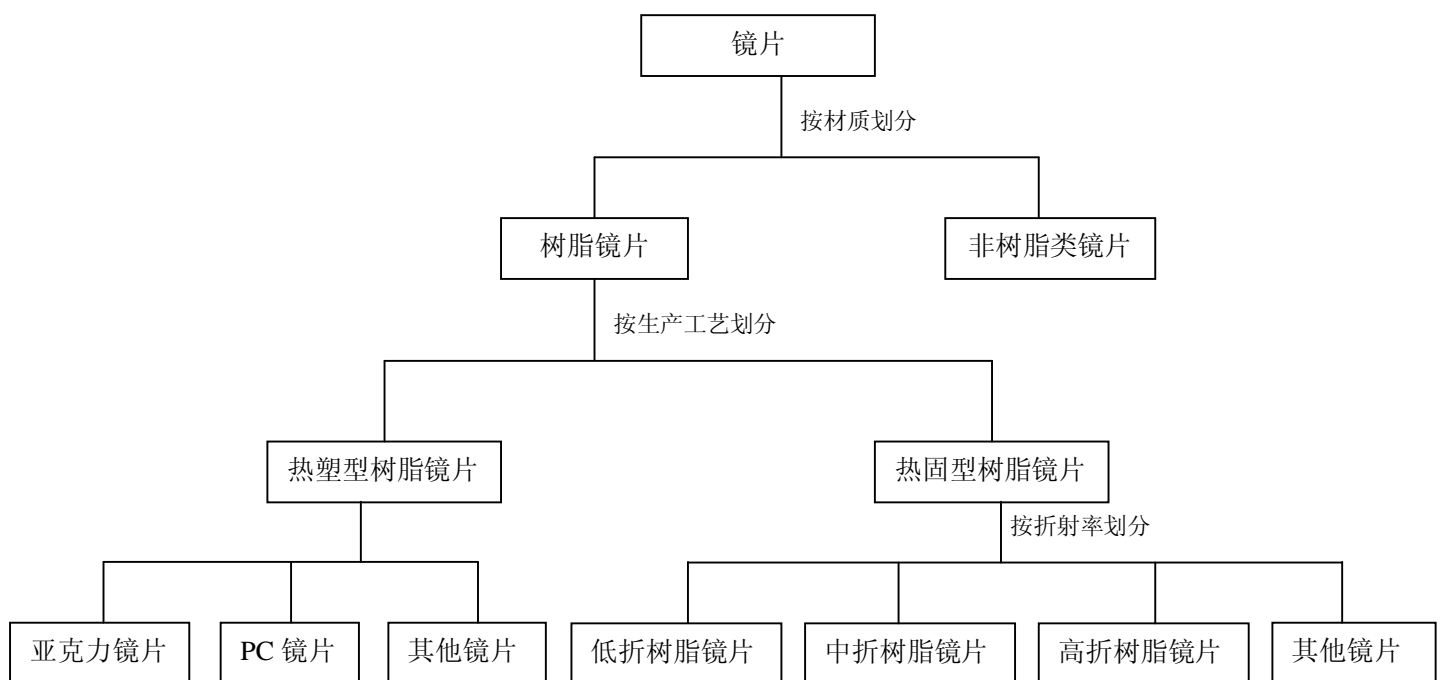 镜片
按材质划分
树脂镜片
非树脂类镜片
按生产工艺划分
热塑型树脂镜片
热固型树脂镜片
按折射率划分
亚克力镜片
PC 镜片
其他镜片
低折树脂镜片
中折树脂镜片
高折树脂镜片
其他镜片